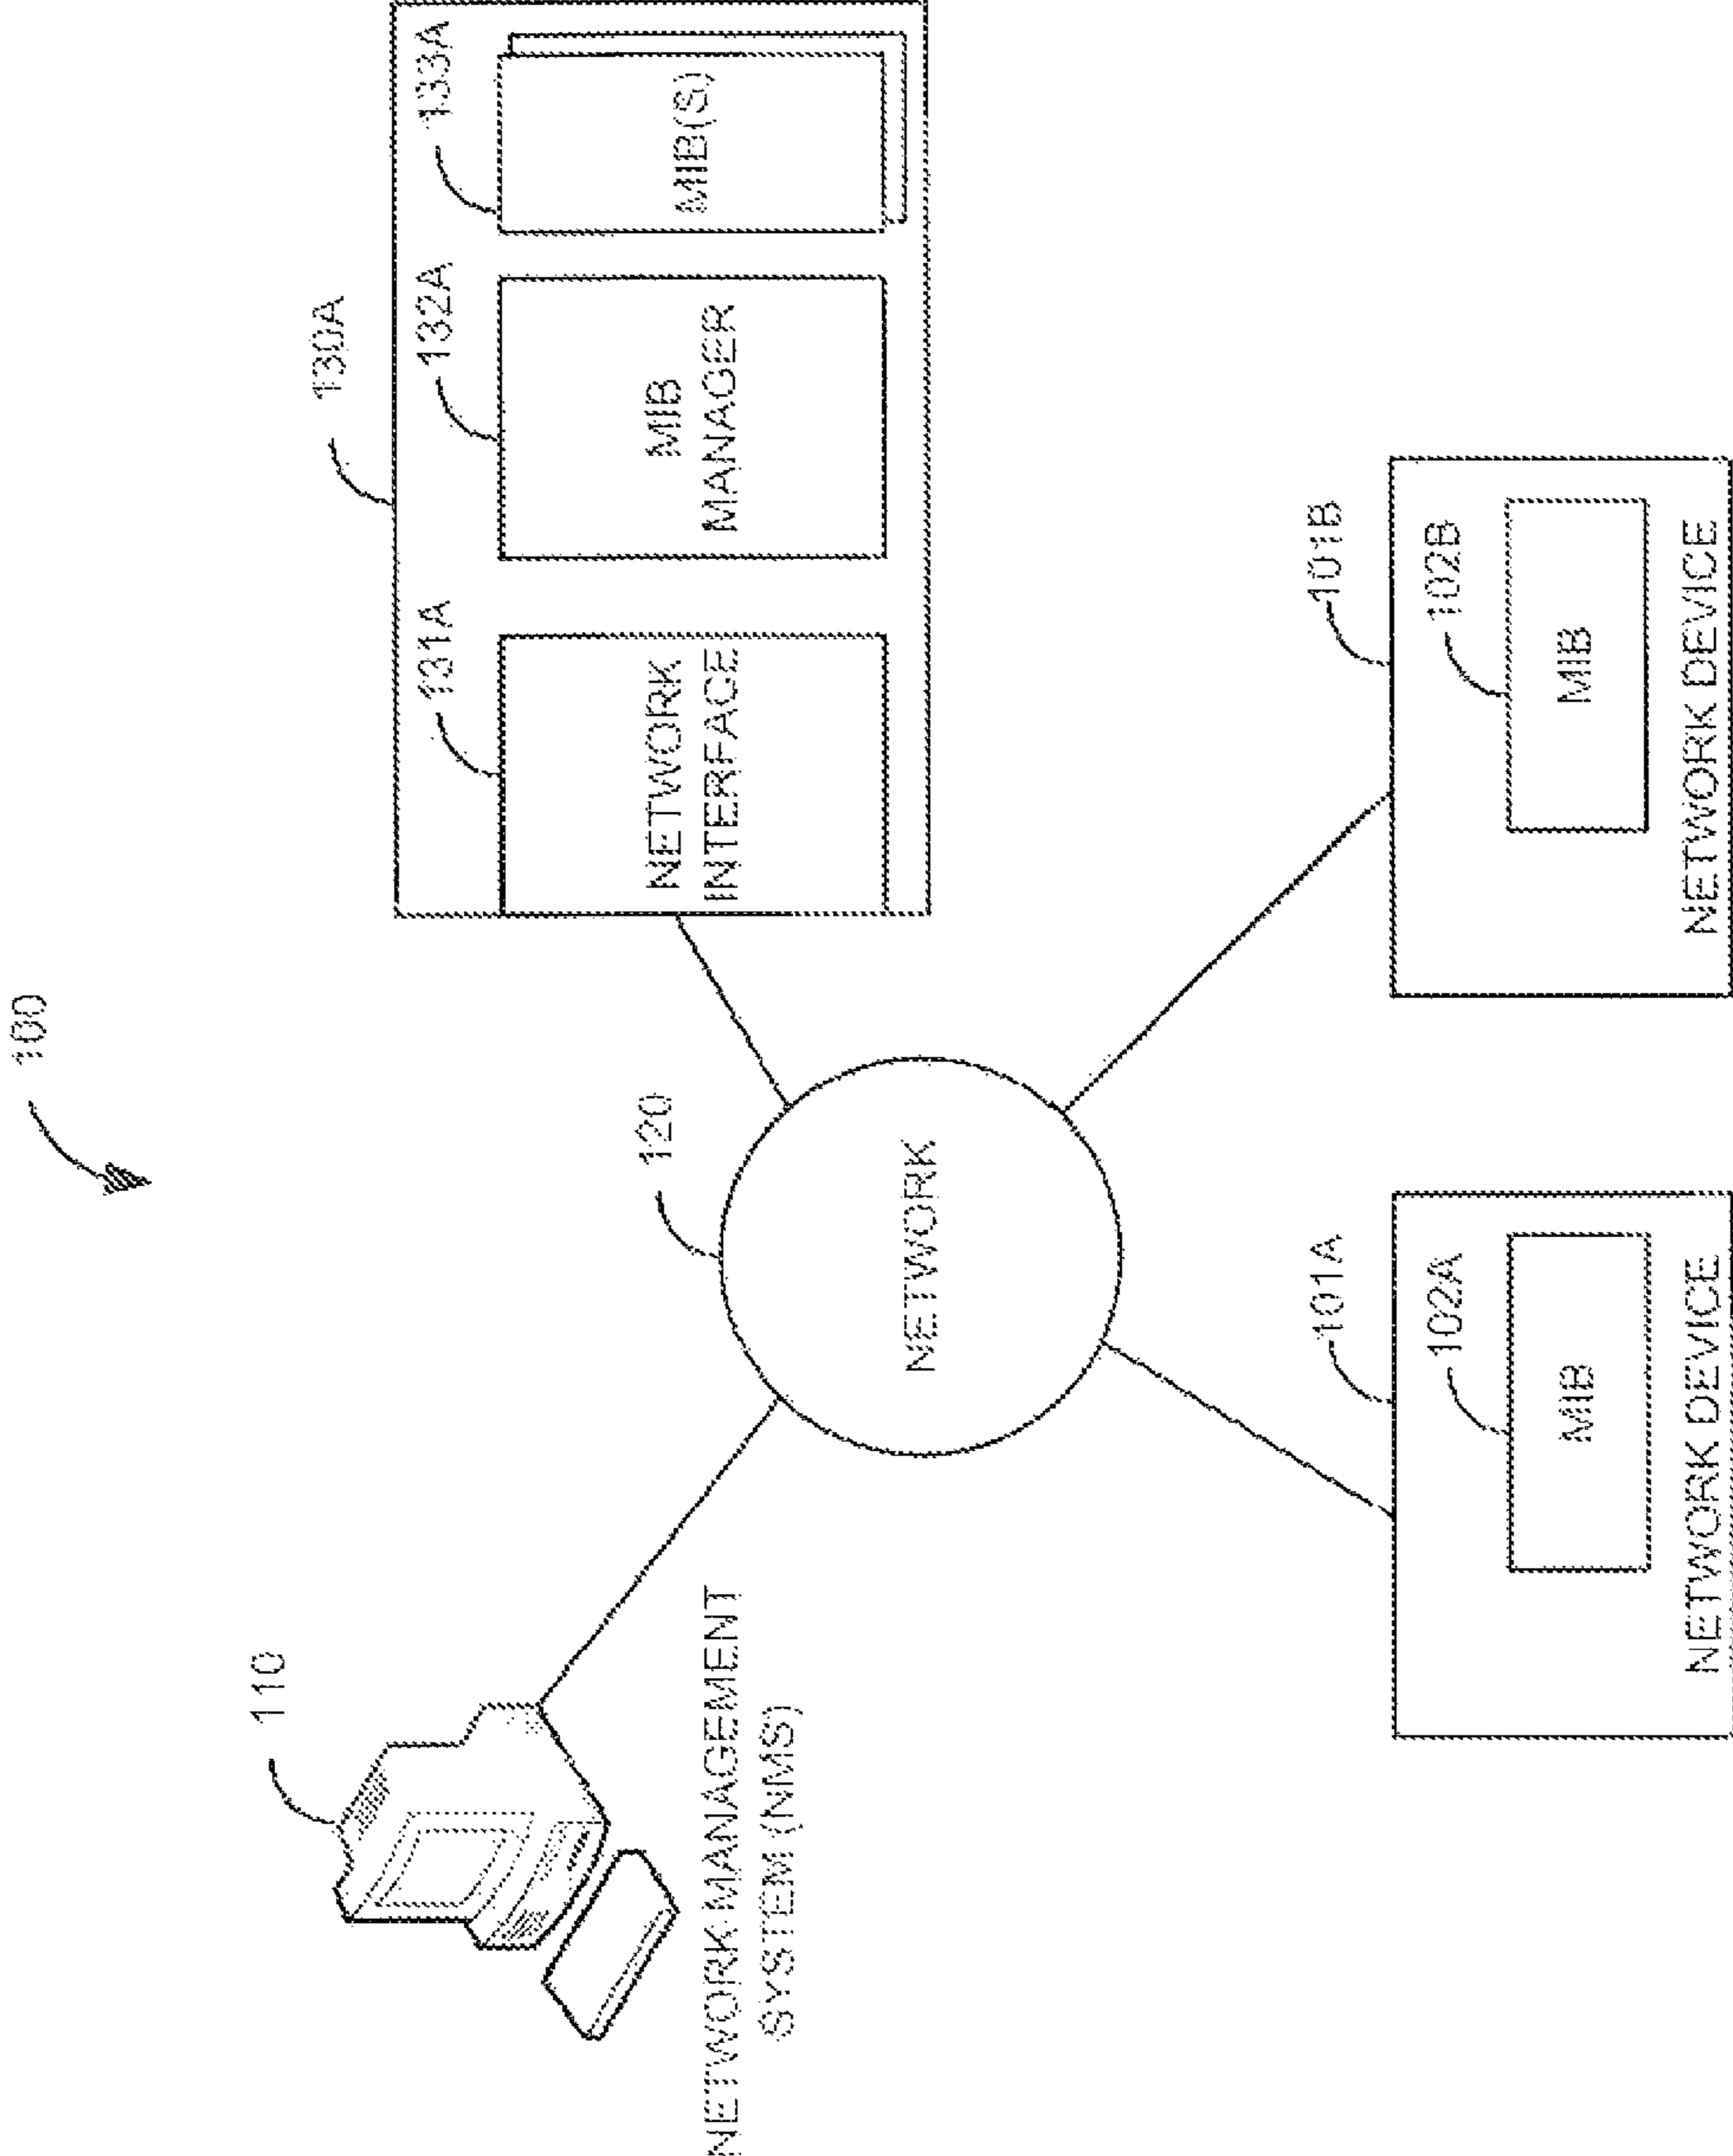 100
110
NETWORK MANAGEMENT
SYSTEM (NMS)
120
NETWORK
130A
131A
NETWORK
INTERFACE
132A
MIB
MANAGER
133A
MIB(S)
101A
102A
MIB
NETWORK DEVICE
101B
102B
MIB
NETWORK DEVICE